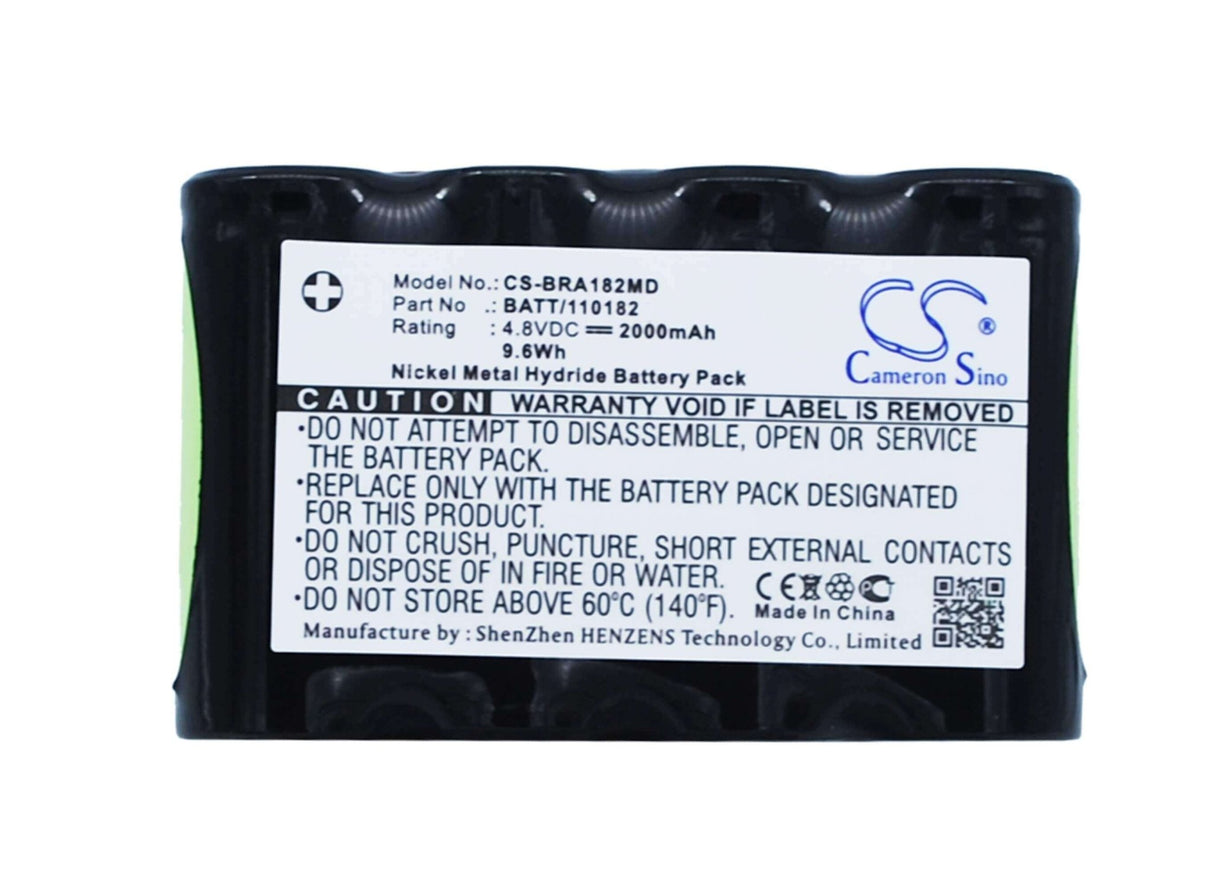 Model No.: CS-BRA182MD
Part No .: BATT/110182
Rating : 4.8VDC ⎓ 2000mAh
9.6Wh
Nickel Metal Hydride Battery Pack
CS®
Cameron Sino
CAUTION WARRANTY VOID IF LABEL IS REMOVED
•DO NOT ATTEMPT TO DISASSEMBLE, OPEN OR SERVICE
THE BATTERY PACK.
•REPLACE ONLY WITH THE BATTERY PACK DESIGNATED
FOR THIS PRODUCT.
•DO NOT CRUSH, PUNCTURE, SHORT EXTERNAL CONTACTS
OR DISPOSE OF IN FIRE OR WATER.
•DO NOT STORE ABOVE 60°C (140°F).
CE
Made In China
Manufacture by : ShenZhen HENZENS Technology Co., Limited